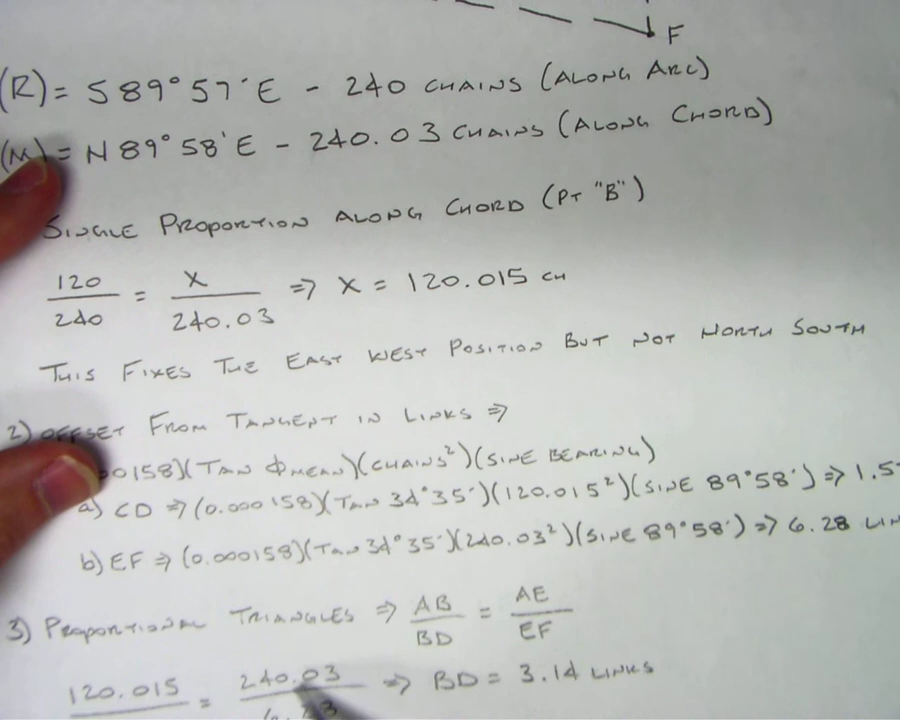 F
(R) = S 89° 57' E - 240 CHAINS (ALONG ARC)
(M) = N 89° 58' E - 240.03 CHAINS (ALONG CHORD)
SINGLE PROPORTION ALONG CHORD (PT "B")
120/240 = X/240.03 => X = 120.015 CH
THIS FIXES THE EAST WEST POSITION BUT NOT NORTH SOUTH
2) OFFSET FROM TANGENT IN LINKS =>
00158)(TAN ΦMEAN)(CHAINS²)(SINE BEARING)
a) CD => (0.000158)(TAN 34°35')(120.015²)(SINE 89°58') => 1.5
b) EF => (0.000158)(TAN 34°35')(240.03²)(SINE 89°58') => 6.28 LIN
3) PROPORTIONAL TRIANGLES => AB/BD = AE/EF
120.015 = 240.03 => BD = 3.14 LINKS